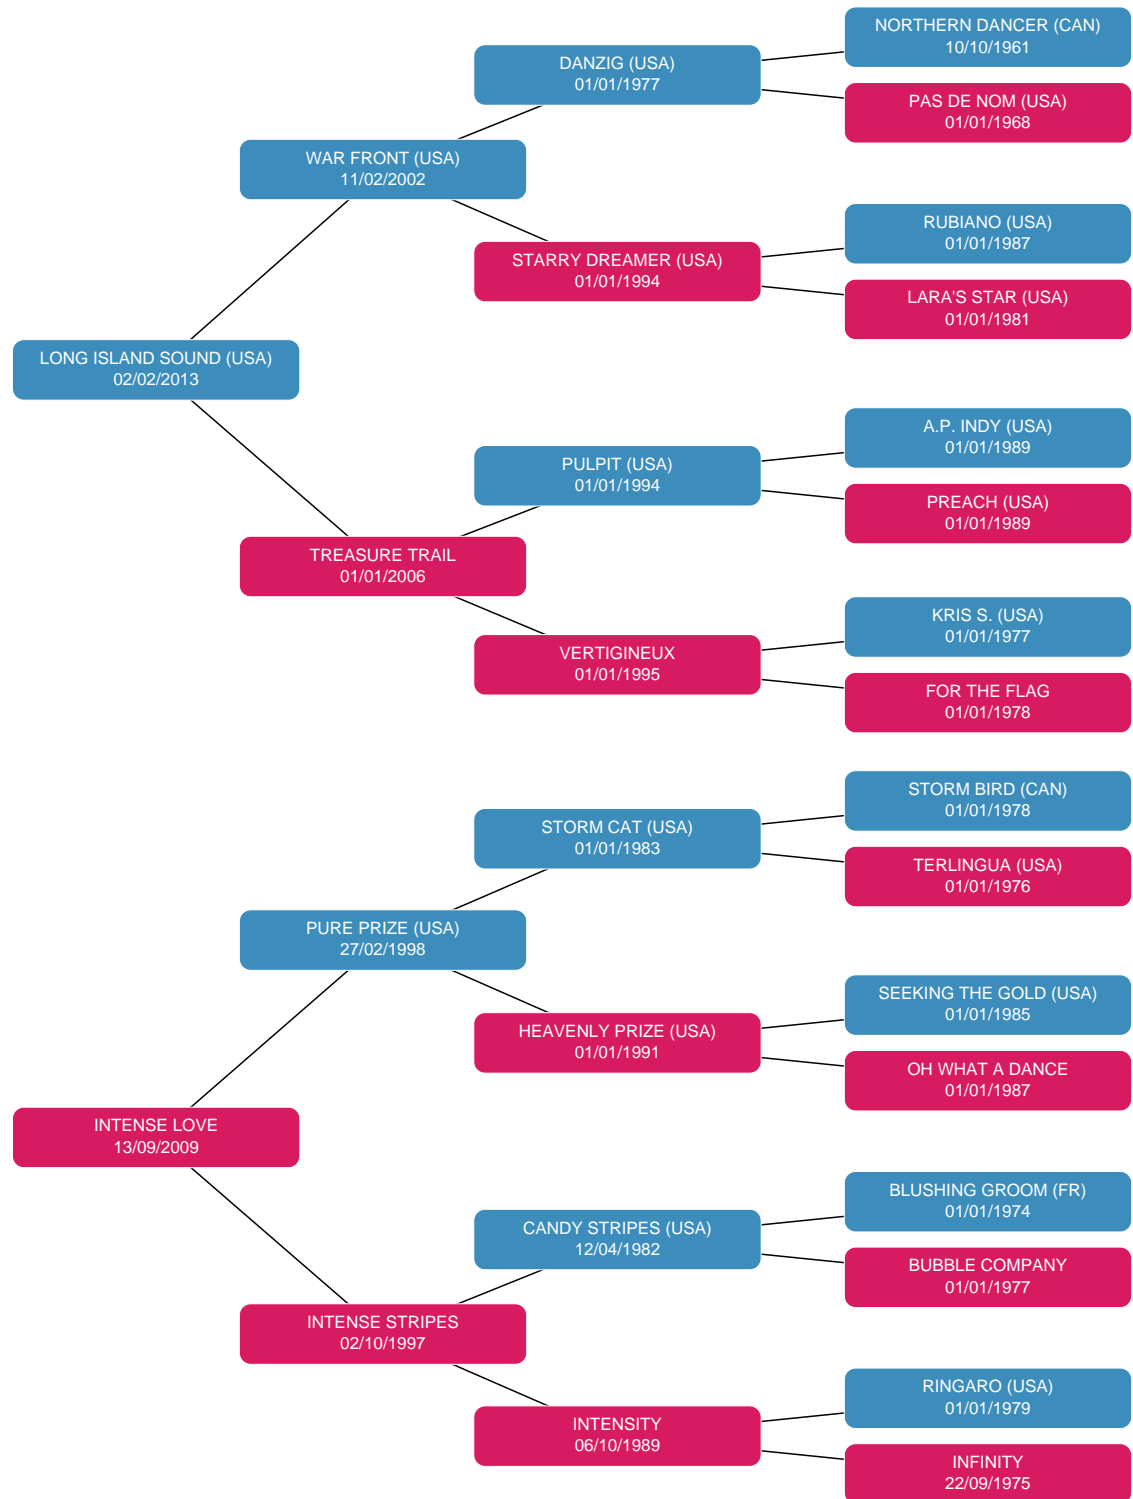 NORTHERN DANCER (CAN)
10/10/1961
DANZIG (USA)
01/01/1977
PAS DE NOM (USA)
01/01/1968
WAR FRONT (USA)
11/02/2002
RUBIANO (USA)
01/01/1987
STARRY DREAMER (USA)
01/01/1994
LARA'S STAR (USA)
01/01/1981
LONG ISLAND SOUND (USA)
02/02/2013
A.P. INDY (USA)
01/01/1989
PULPIT (USA)
01/01/1994
PREACH (USA)
01/01/1989
TREASURE TRAIL
01/01/2006
KRIS S. (USA)
01/01/1977
VERTIGINEUX
01/01/1995
FOR THE FLAG
01/01/1978
STORM BIRD (CAN)
01/01/1978
STORM CAT (USA)
01/01/1983
TERLINGUA (USA)
01/01/1976
PURE PRIZE (USA)
27/02/1998
SEEKING THE GOLD (USA)
01/01/1985
HEAVENLY PRIZE (USA)
01/01/1991
OH WHAT A DANCE
01/01/1987
INTENSE LOVE
13/09/2009
BLUSHING GROOM (FR)
01/01/1974
CANDY STRIPES (USA)
12/04/1982
BUBBLE COMPANY
01/01/1977
INTENSE STRIPES
02/10/1997
RINGARO (USA)
01/01/1979
INTENSITY
06/10/1989
INFINITY
22/09/1975